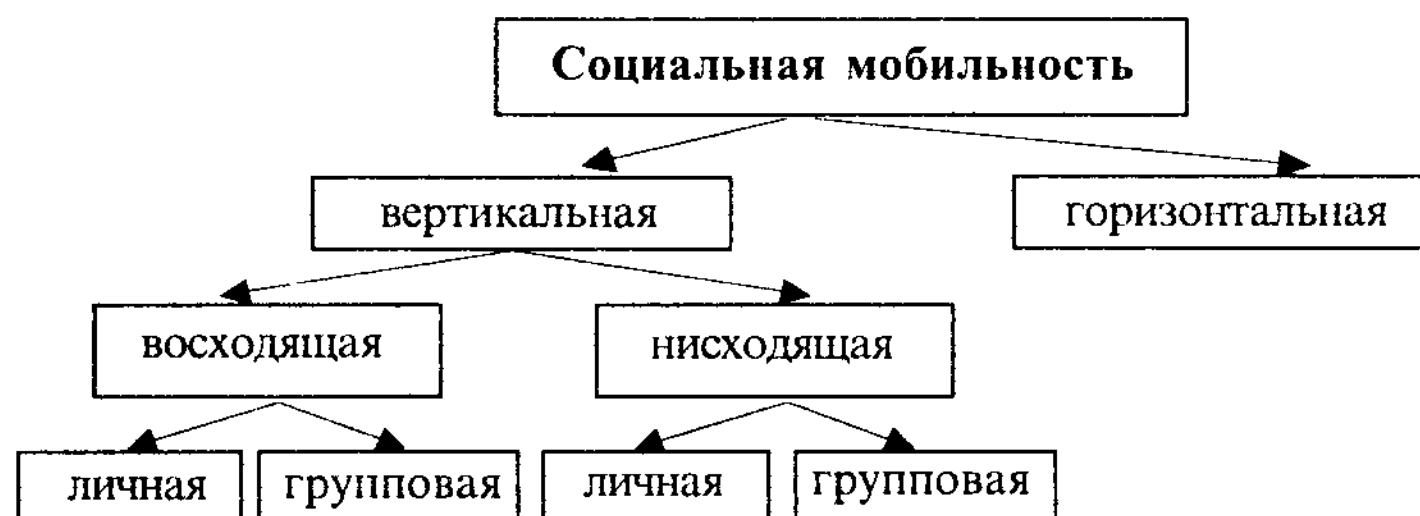 Социальная мобильность
вертикальная
горизонтальная
восходящая
нисходящая
личная
групповая
личная
групповая